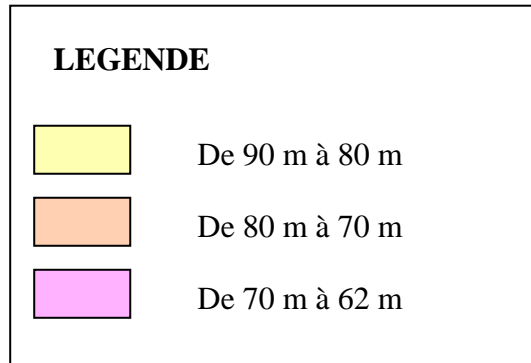 LEGENDE
De 90 m à 80 m
De 80 m à 70 m
De 70 m à 62 m